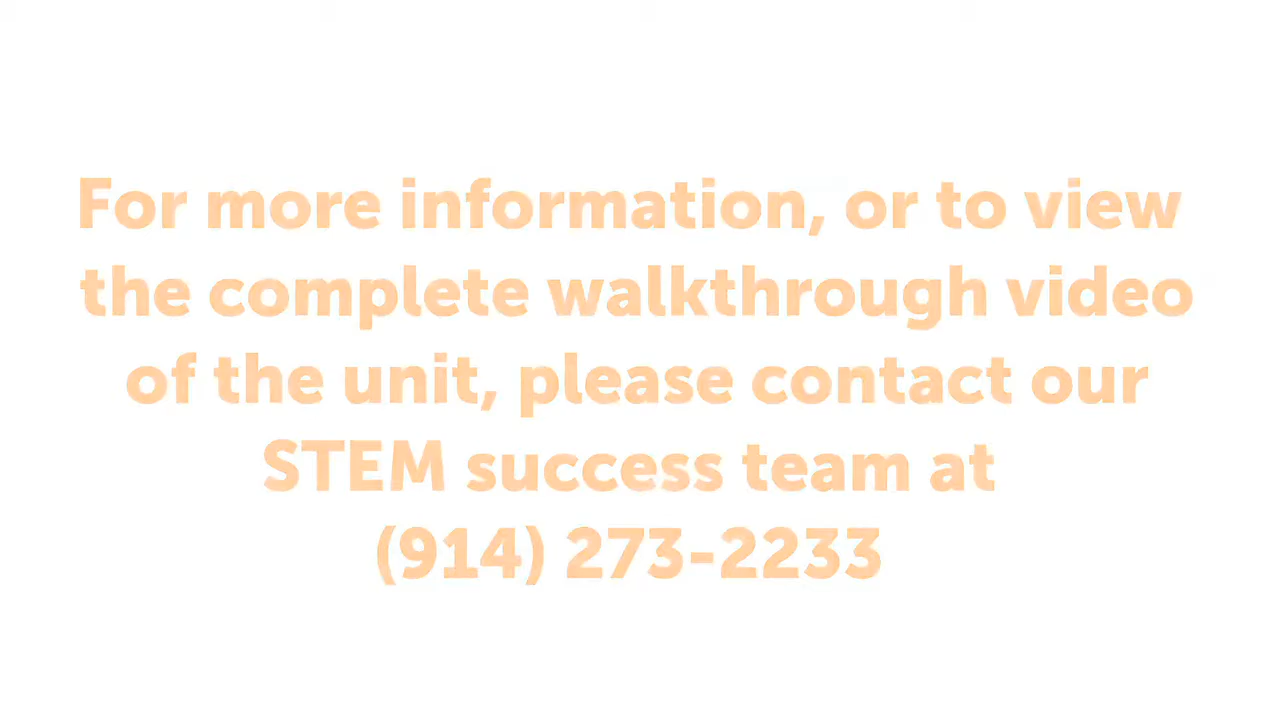 For more information, or to view
the complete walkthrough video
of the unit, please contact our
STEM success team at
(914) 273-2233